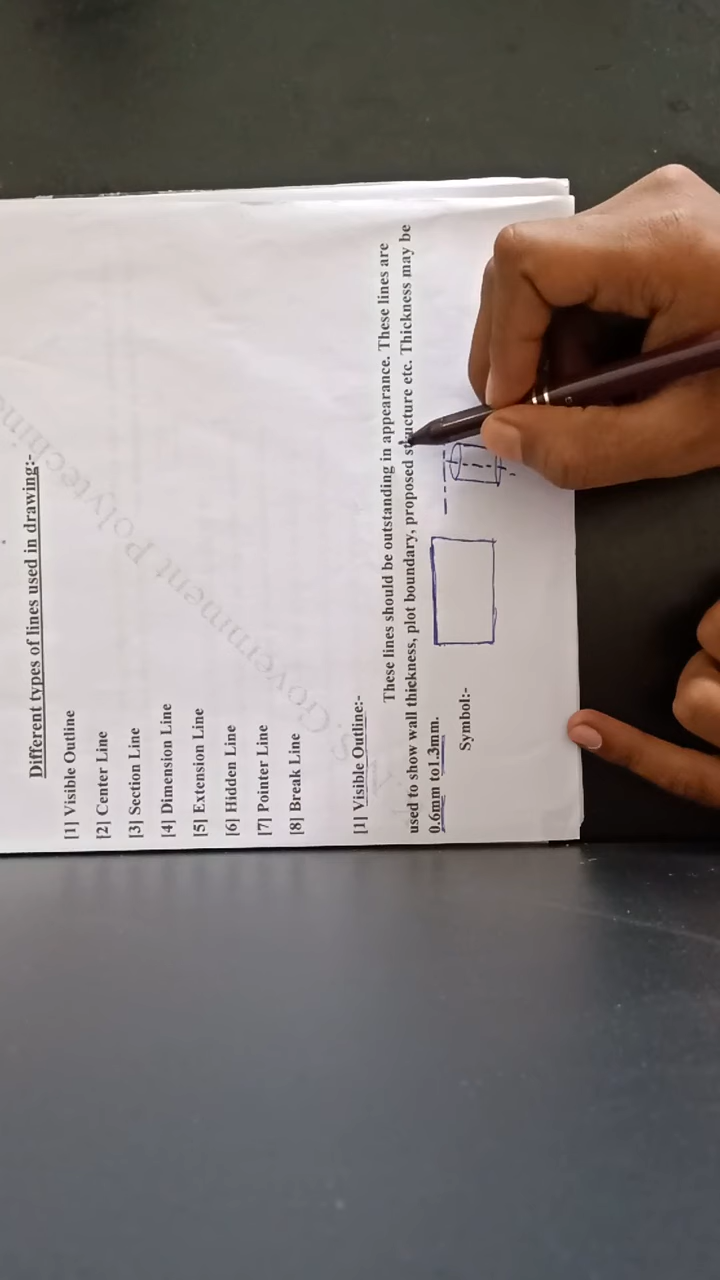 Different types of lines used in drawing:-
[1] Visible Outline
[2] Center Line
[3] Section Line
[4] Dimension Line
[5] Extension Line
[6] Hidden Line
[7] Pointer Line
[8] Break Line
[1] Visible Outline:-
These lines should be outstanding in appearance. These lines are
used to show wall thickness, plot boundary, proposed structure etc. Thickness may be
0.6mm to1.3mm.
Symbol:-
S. Government Polytechnic